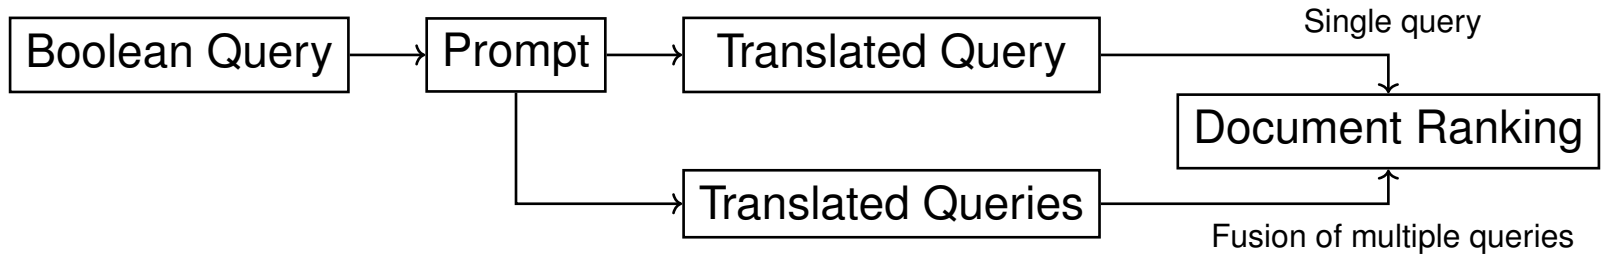 Boolean Query
Prompt
Translated Query
Single query
Document Ranking
Translated Queries
Fusion of multiple queries